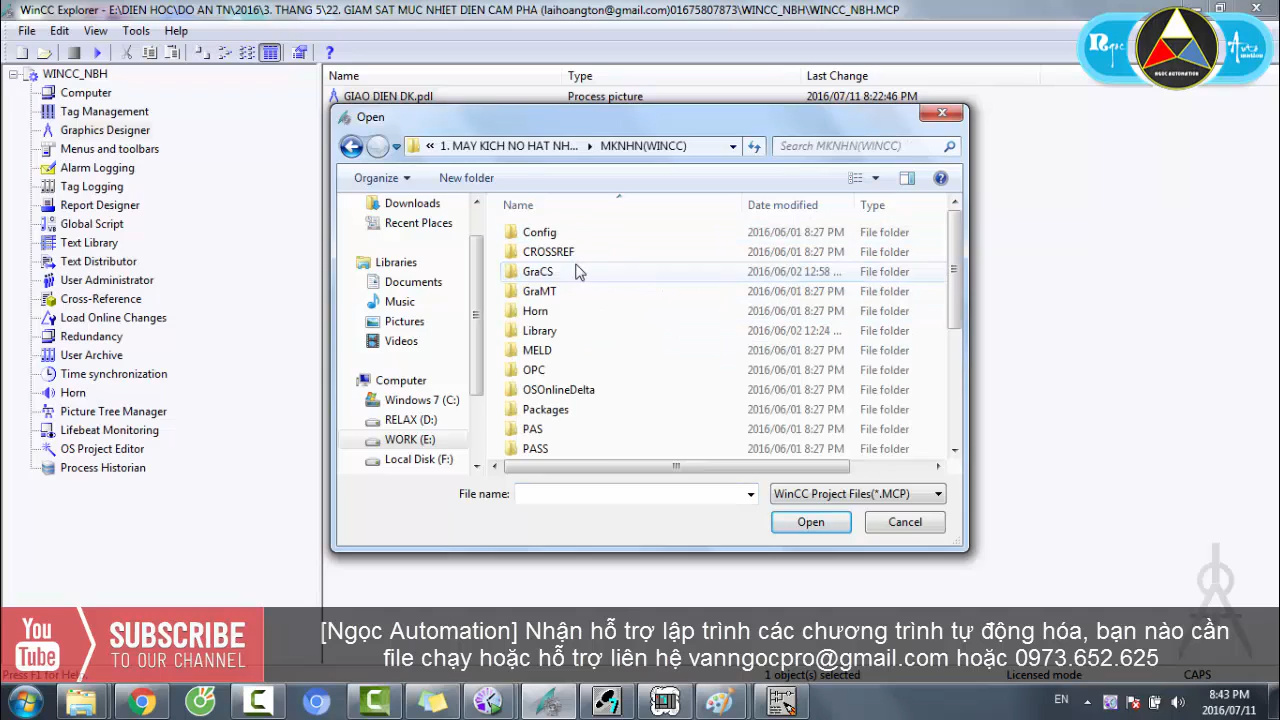 WinCC Explorer - E:\DIEN HOC\DO AN TN\2016\3. THANG 5\22. GIAM SAT MUC NHIET DIEN CAM PHA (laihoangton@gmail.com)01675878735\WINCC_NBH\WINCC_NBH.MCP
File Edit View Tools Help
WINCC_NBH
Computer
Tag Management
Graphics Designer
Menus and toolbars
Alarm Logging
Tag Logging
Report Designer
Global Script
Text Library
Text Distributor
User Administrator
Cross-Reference
Load Online Changes
Redundancy
User Archive
Time synchronization
Horn
Picture Tree Manager
Lifebeat Monitoring
OS Project Editor
Process Historian
Name Type Last Change
GIAO DIEN DK.pdl Process picture 2016/07/11 8:22:46 PM
Ngọc Automation
NGOC AUTOMATION
Open
« 1. MAY KICH NO HAT NH... MKNHN(WINCC)
Search MKNHN(WINCC)
Organize New folder
Downloads
Recent Places
Libraries
Documents
Music
Pictures
Videos
Computer
Windows 7 (C:)
RELAX (D:)
WORK (E:)
Local Disk (F:)
Name Date modified Type
Config 2016/06/01 8:27 PM File folder
CROSSREF 2016/06/01 8:27 PM File folder
GraCS 2016/06/02 12:58 ... File folder
GraMT 2016/06/01 8:27 PM File folder
Horn 2016/06/01 8:27 PM File folder
Library 2016/06/02 12:24 ... File folder
MELD 2016/06/01 8:27 PM File folder
OPC 2016/06/01 8:27 PM File folder
OSOnlineDelta 2016/06/01 8:27 PM File folder
Packages 2016/06/01 8:27 PM File folder
PAS 2016/06/01 8:27 PM File folder
PASS 2016/06/01 8:27 PM File folder
File name: WinCC Project Files(*.MCP)
Open Cancel
You Tube SUBSCRIBE
TO OUR CHANNEL
[Ngọc Automation] Nhận hỗ trợ lập trình các chương trình tự động hóa, bạn nào cần
file chạy hoặc hỗ trợ liên hệ vanngocpro@gmail.com hoặc 0973.652.625
Press F1 for Help. 1 object(s) selected Licensed mode CAPS
EN 8:43 PM
2016/07/11